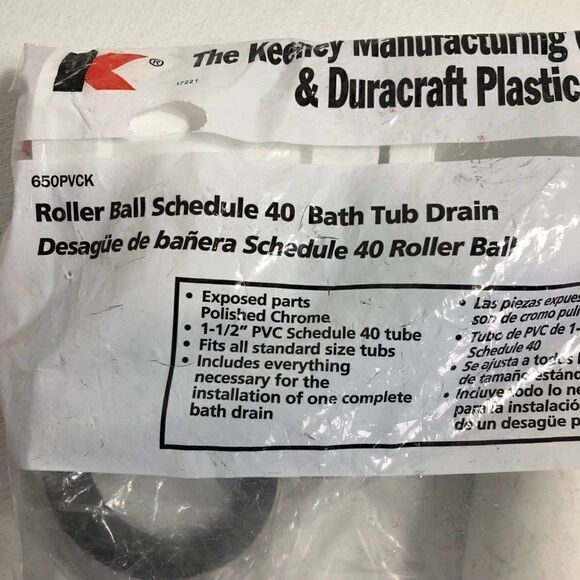 The Keeney Manufacturing
& Duracraft Plastic
®
17221
650PVCK
Roller Ball Schedule 40 Bath Tub Drain
Desagüe de bañera Schedule 40 Roller Ball
• Exposed parts
Polished Chrome
• 1-1/2" PVC Schedule 40 tube
• Fits all standard size tubs
• Includes everything
necessary for the
installation of one complete
bath drain
• Las piezas expues
son de cromo puli
• Tubo de PVC de 1-
Schedule 40
• Se ajusta a todos l
de tamaño estánd
• Incluye todo lo ne
para la instalació
de un desagüe p